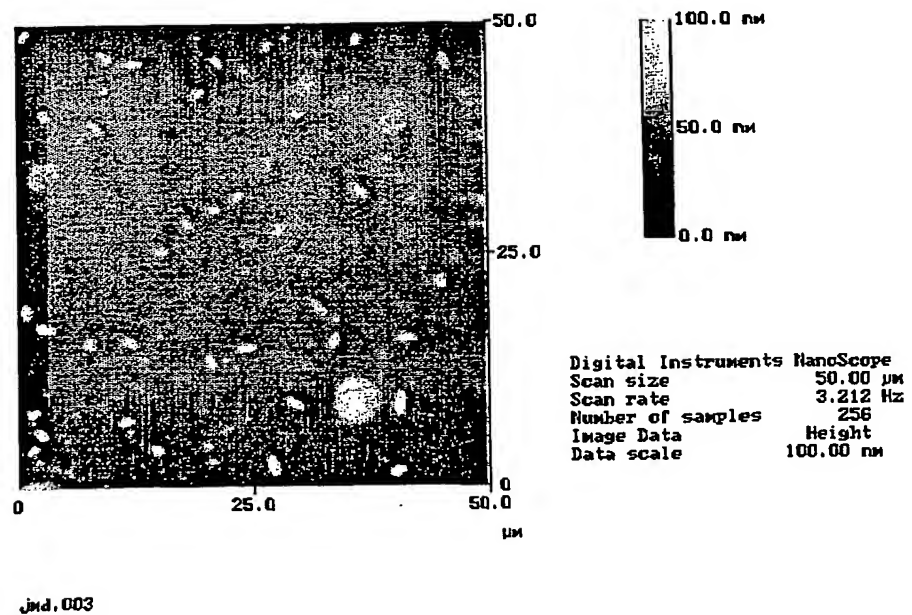 50.0
25.0
0
0
25.0
50.0
μM
100.0 nM
50.0 nM
0.0 nM
Digital Instruments NanoScope
Scan size 50.00 μM
Scan rate 3.212 Hz
Number of samples 256
Image Data Height
Data scale 100.00 nM
jmd.003